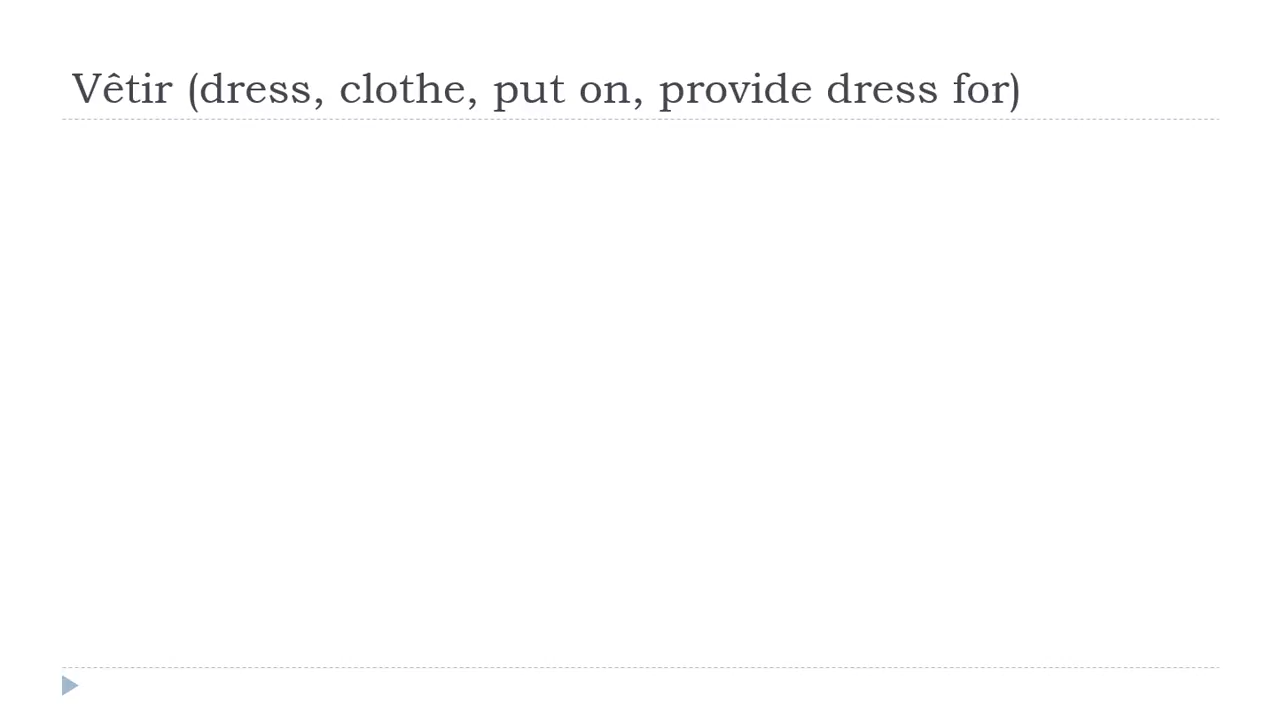 Vêtir (dress, clothe, put on, provide dress for)